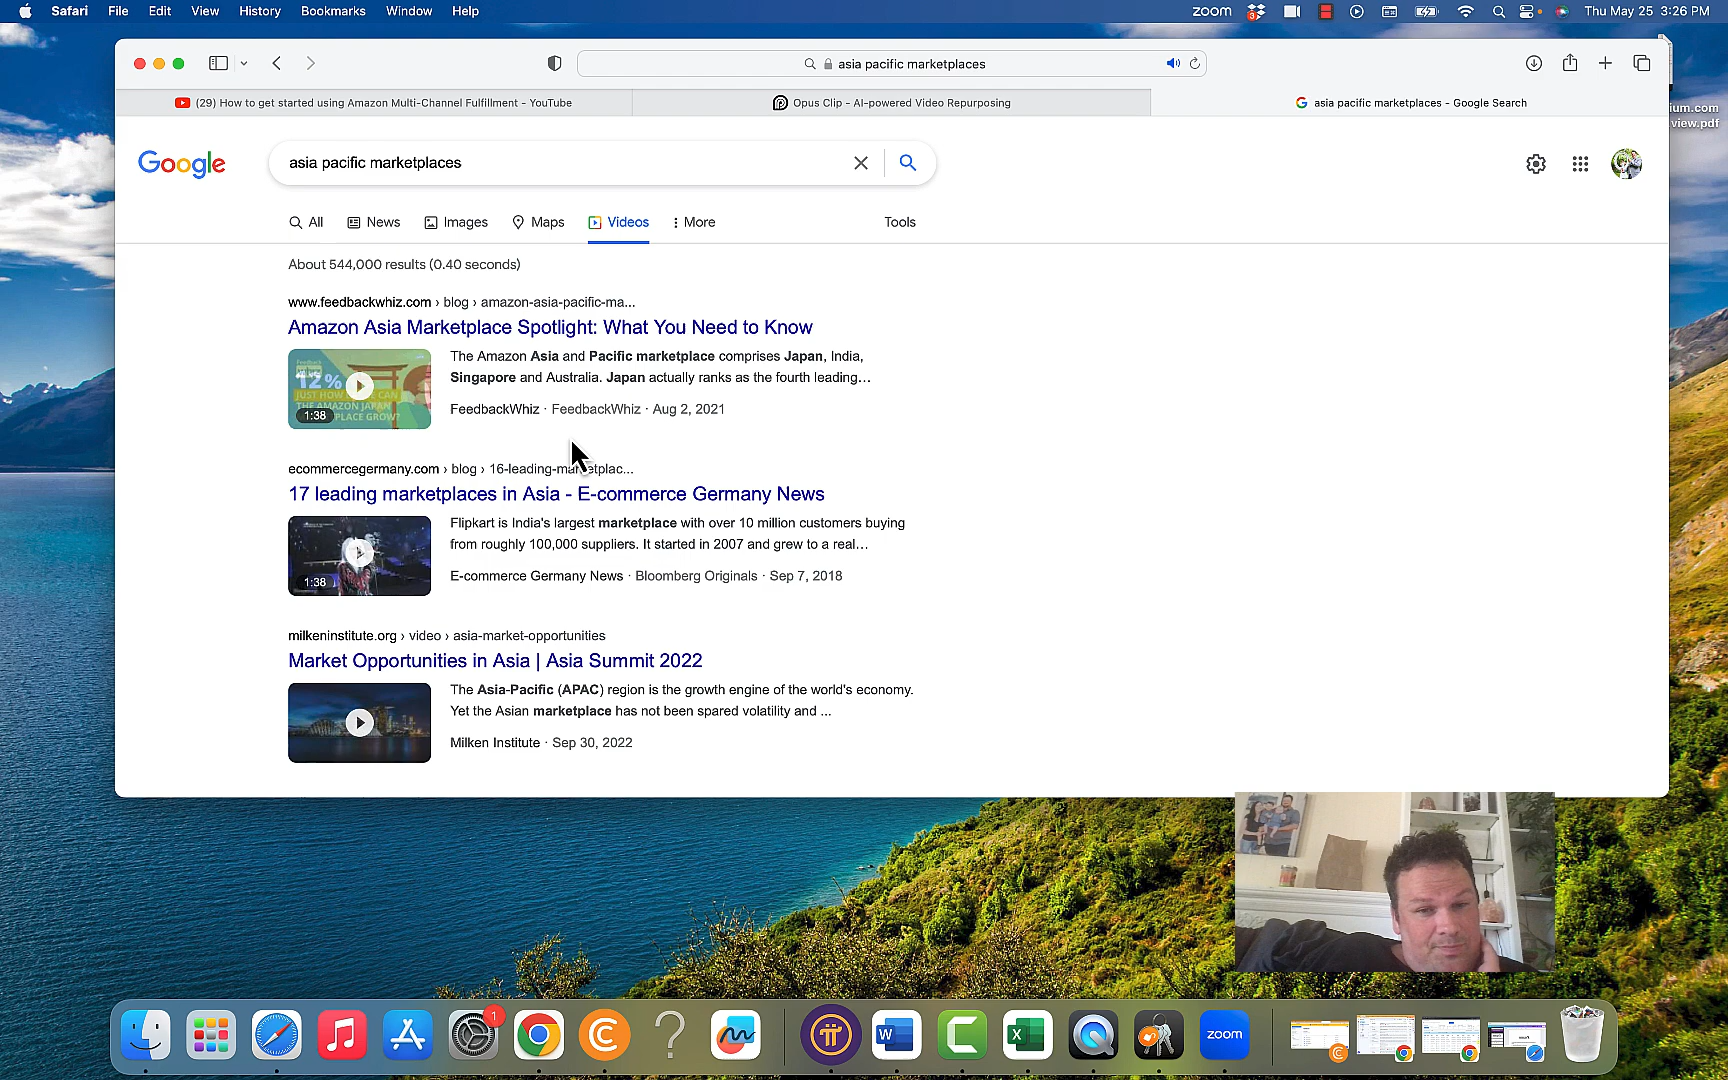 Safari File Edit View History Bookmarks Window Help
zoom 3 Thu May 25 3:26 PM
asia pacific marketplaces
(29) How to get started using Amazon Multi-Channel Fulfillment - YouTube
Opus Clip - AI-powered Video Repurposing
asia pacific marketplaces - Google Search
ium.com
view.pdf
Google
asia pacific marketplaces
All News Images Maps Videos More Tools
About 544,000 results (0.40 seconds)
www.feedbackwhiz.com › blog › amazon-asia-pacific-ma...
Amazon Asia Marketplace Spotlight: What You Need to Know
12%
JUST HOW
CAN
THE AMAZON JAPAN
PLACE GROW?
1:38
The Amazon Asia and Pacific marketplace comprises Japan, India,
Singapore and Australia. Japan actually ranks as the fourth leading...
FeedbackWhiz · FeedbackWhiz · Aug 2, 2021
ecommercegermany.com › blog › 16-leading-marketplac...
17 leading marketplaces in Asia - E-commerce Germany News
1:38
Flipkart is India's largest marketplace with over 10 million customers buying
from roughly 100,000 suppliers. It started in 2007 and grew to a real...
E-commerce Germany News · Bloomberg Originals · Sep 7, 2018
milkeninstitute.org › video › asia-market-opportunities
Market Opportunities in Asia | Asia Summit 2022
The Asia-Pacific (APAC) region is the growth engine of the world's economy.
Yet the Asian marketplace has not been spared volatility and ...
Milken Institute · Sep 30, 2022
1
W
X
zoom